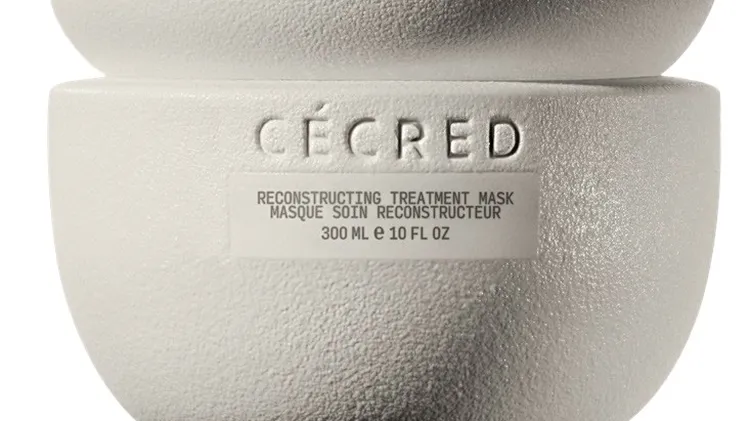 CÉCRED
RECONSTRUCTING TREATMENT MASK
MASQUE SOIN RECONSTRUCTEUR
300 ML ℮ 10 FL OZ